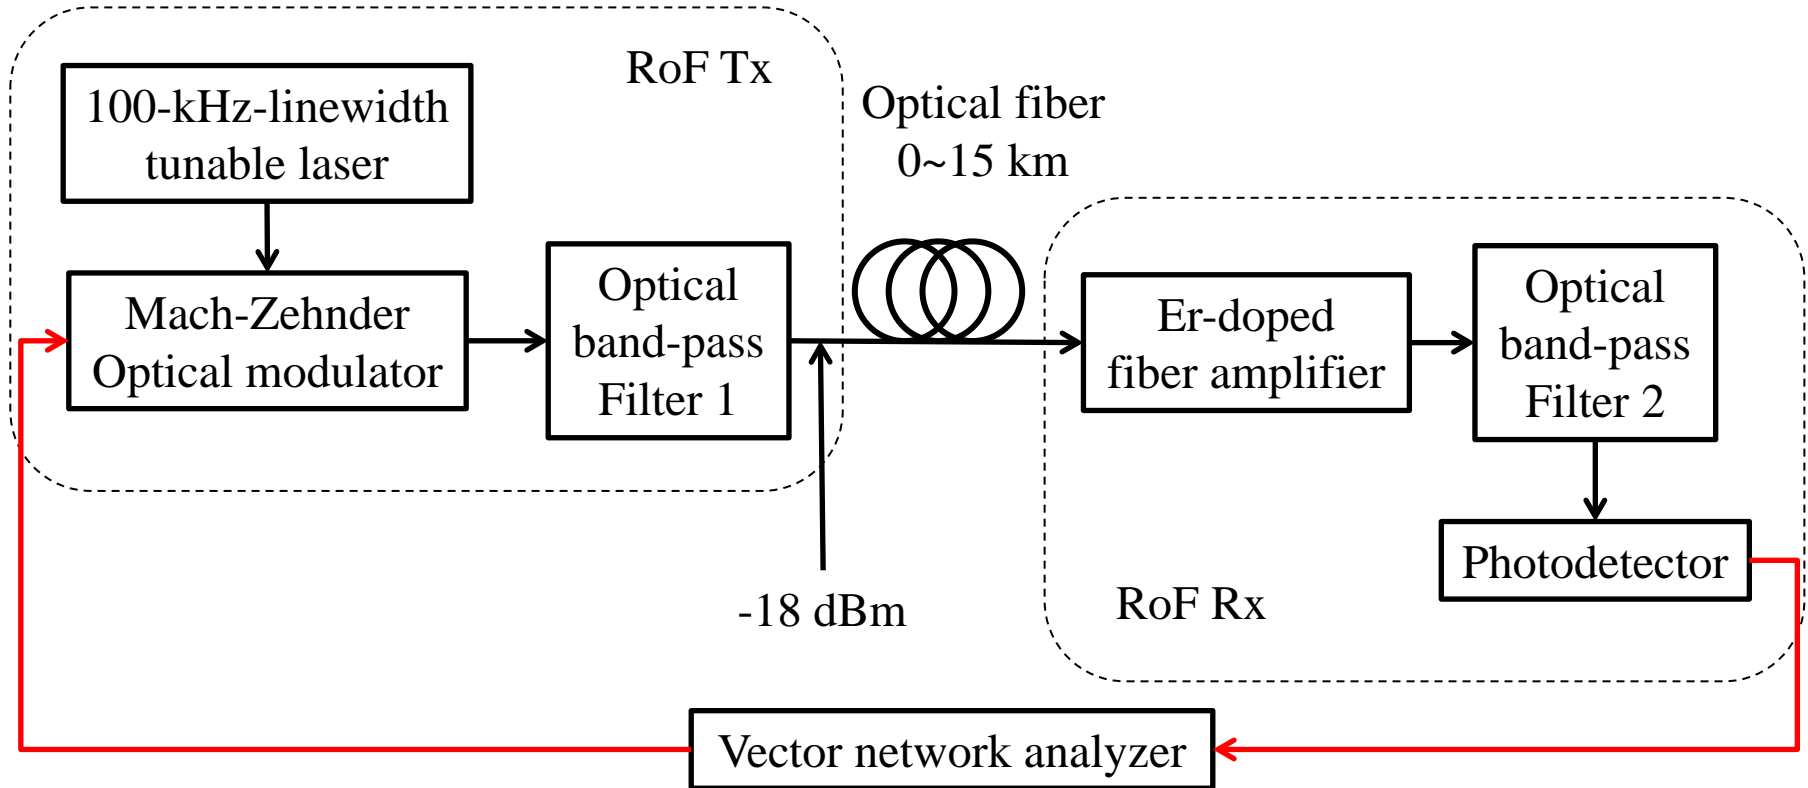 RoF Tx
100-kHz-linewidth
tunable laser
Optical fiber
0~15 km
Mach-Zehnder
Optical modulator
Optical
band-pass
Filter 1
Er-doped
fiber amplifier
Optical
band-pass
Filter 2
Photodetector
-18 dBm
RoF Rx
Vector network analyzer